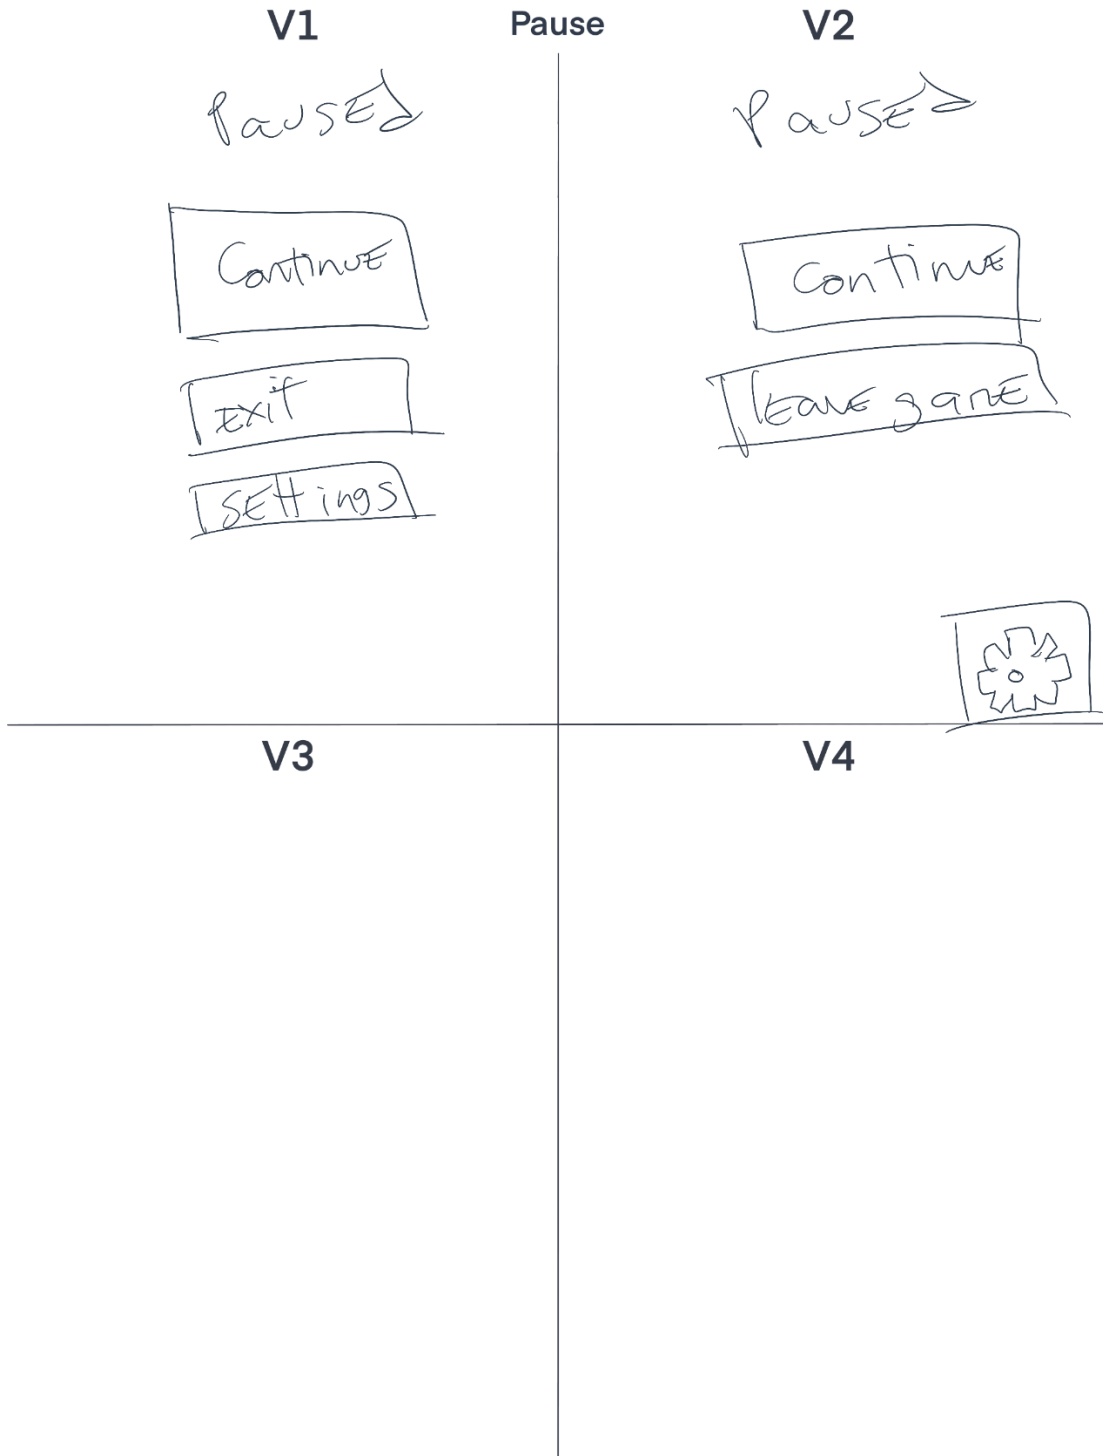 V1
Pause
V2
PausEd
PausEd
ContinuE
Exit
SEttings
ContinuE
lEavE gamE
V3
V4